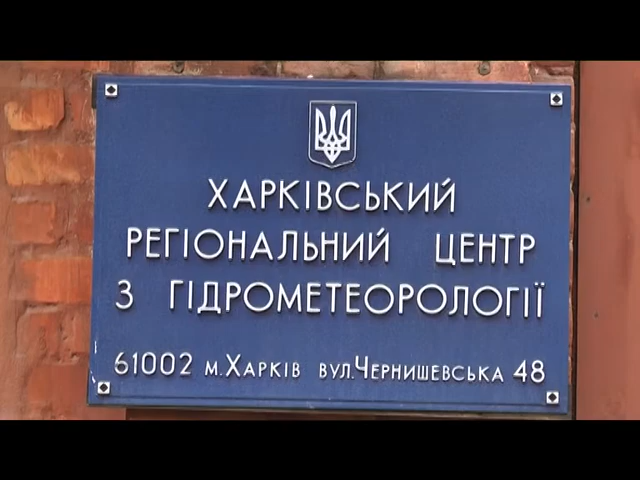 ХАРКІВСЬКИЙ
РЕГІОНАЛЬНИЙ ЦЕНТР
З ГІДРОМЕТЕОРОЛОГІЇ
61002 м.Харків вул.Чернишевська 48